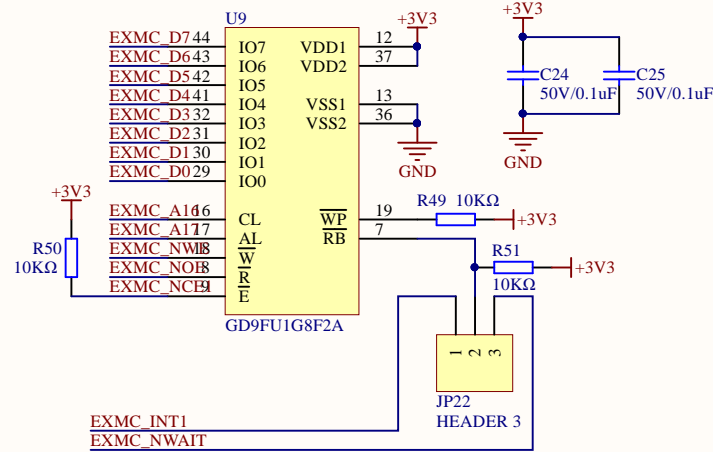 U9
+3V3
+3V3
EXMC_D7 44 IO7 VDD1 12
EXMC_D6 43 IO6 VDD2 37
EXMC_D5 42 IO5
EXMC_D4 41 IO4 VSS1 13
EXMC_D3 32 IO3 VSS2 36
EXMC_D2 31 IO2
EXMC_D1 30 IO1
EXMC_D0 29 IO0
GND
C24
50V/0.1uF
C25
50V/0.1uF
GND
+3V3
R50
10KΩ
EXMC_A16 16 CL WP 19
EXMC_A17 17 AL RB 7
EXMC_NWE 18 W
EXMC_NOE 8 R
EXMC_NCE1 9 E
R49 10KΩ
+3V3
R51
10KΩ
+3V3
GD9FU1G8F2A
1 2 3
JP22
HEADER 3
EXMC_INT1
EXMC_NWAIT